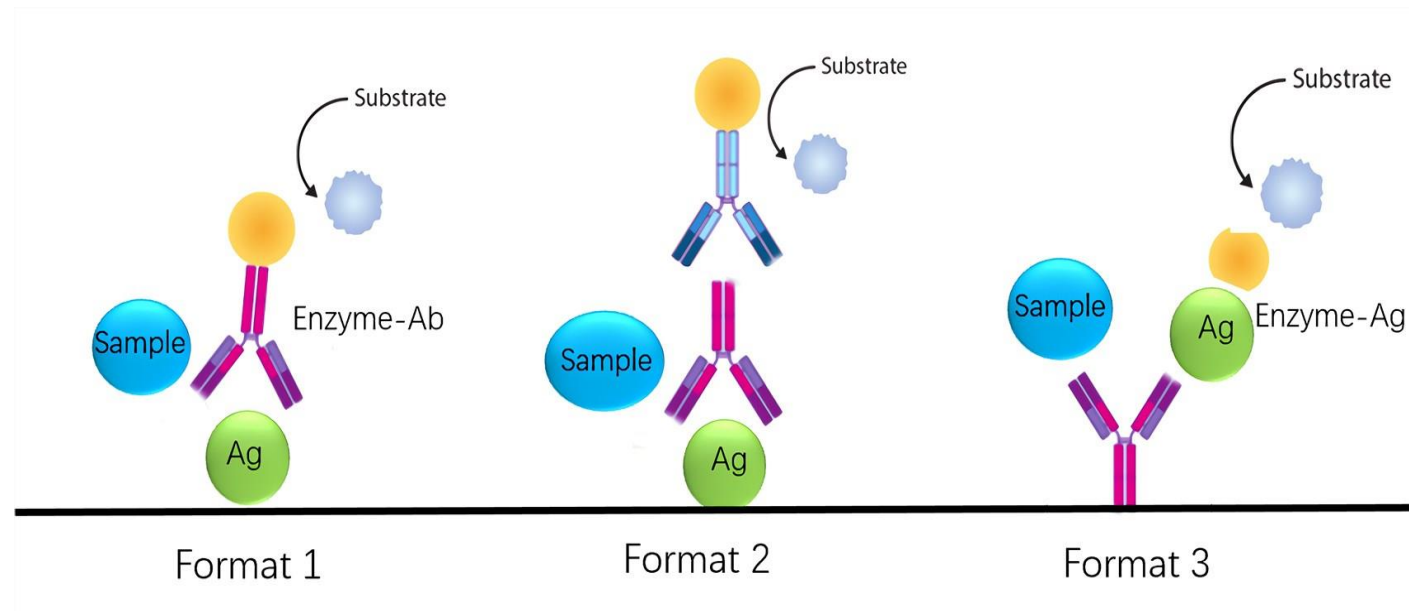 Substrate
Sample
Enzyme-Ab
Ag
Format 1
Substrate
Sample
Ag
Format 2
Substrate
Sample
Ag
Enzyme-Ag
Format 3